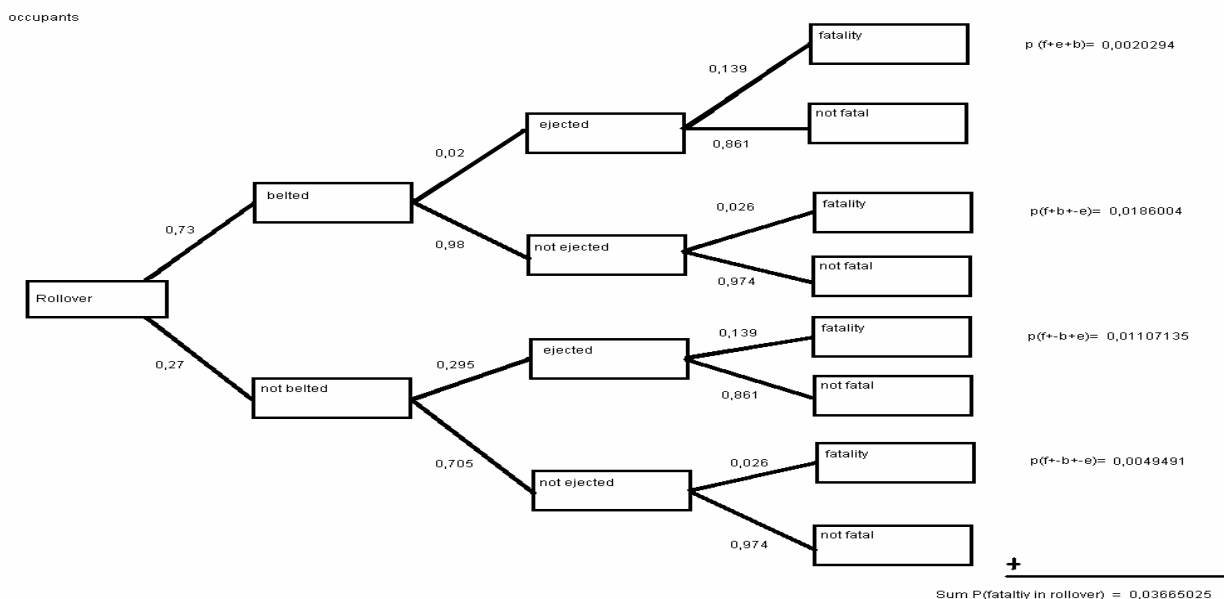 occupants
fatality
p (f+e+b)= 0,0020294
0,139
not fatal
ejected
0,861
0,02
belted
fatality
0,026
p(f+b+-e)= 0,0186004
0,73
0,98
not ejected
not fatal
0,974
Rollover
fatality
0,139
p(f+-b+e)= 0,01107135
ejected
0,27
0,295
not belted
not fatal
0,861
fatality
0,705
0,026
p(f+-b+-e)= 0,0049491
not ejected
not fatal
0,974
+
Sum P(fataltiy in rollover) = 0,03665025